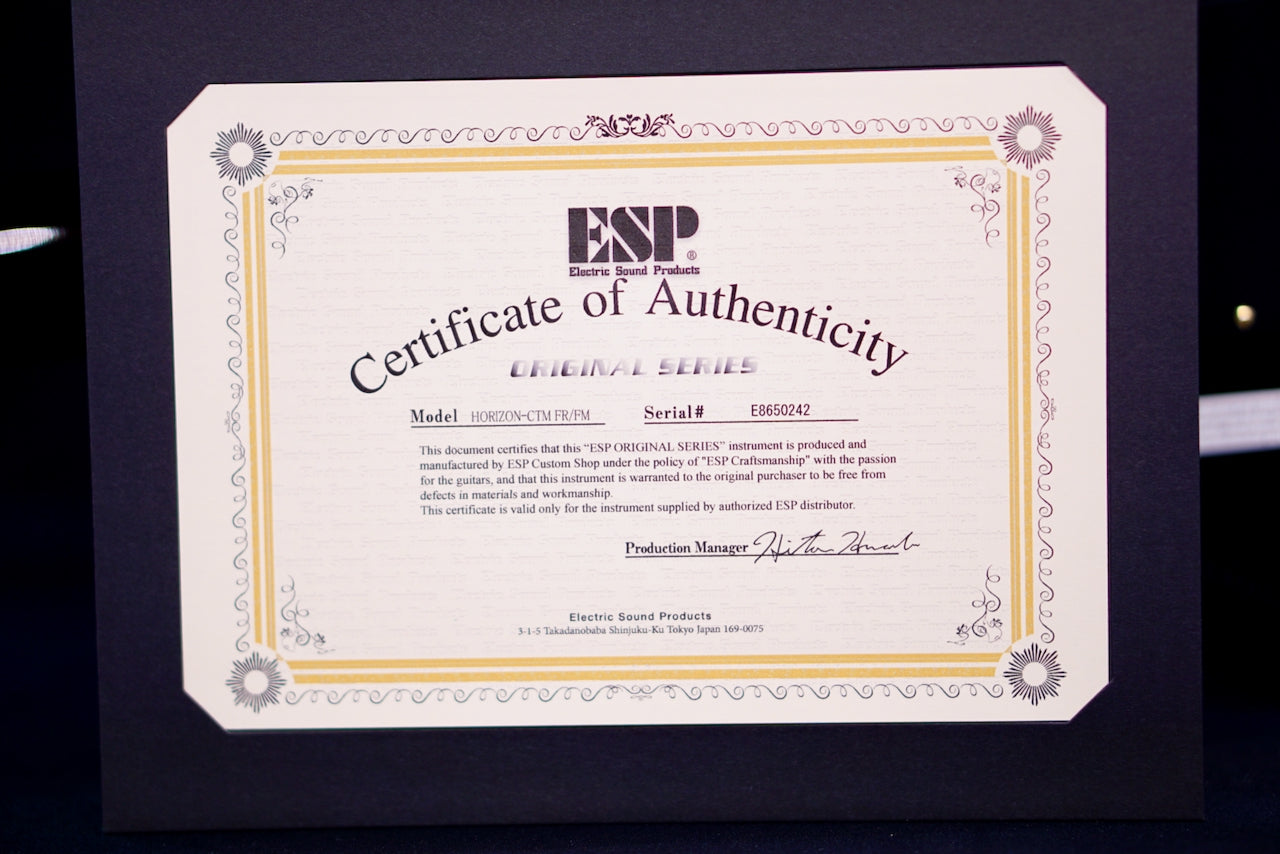 ESP®
Electric Sound Products
Certificate of Authenticity
ORIGINAL SERIES
Model HORIZON-CTM FR/FM Serial# E8650242
This document certifies that this “ESP ORIGINAL SERIES” instrument is produced and
manufactured by ESP Custom Shop under the policy of "ESP Craftsmanship" with the passion
for the guitars, and that this instrument is warranted to the original purchaser to be free from
defects in materials and workmanship.
This certificate is valid only for the instrument supplied by authorized ESP distributor.
Production Manager
Electric Sound Products
3-1-5 Takadanobaba Shinjuku-Ku Tokyo Japan 169-0075